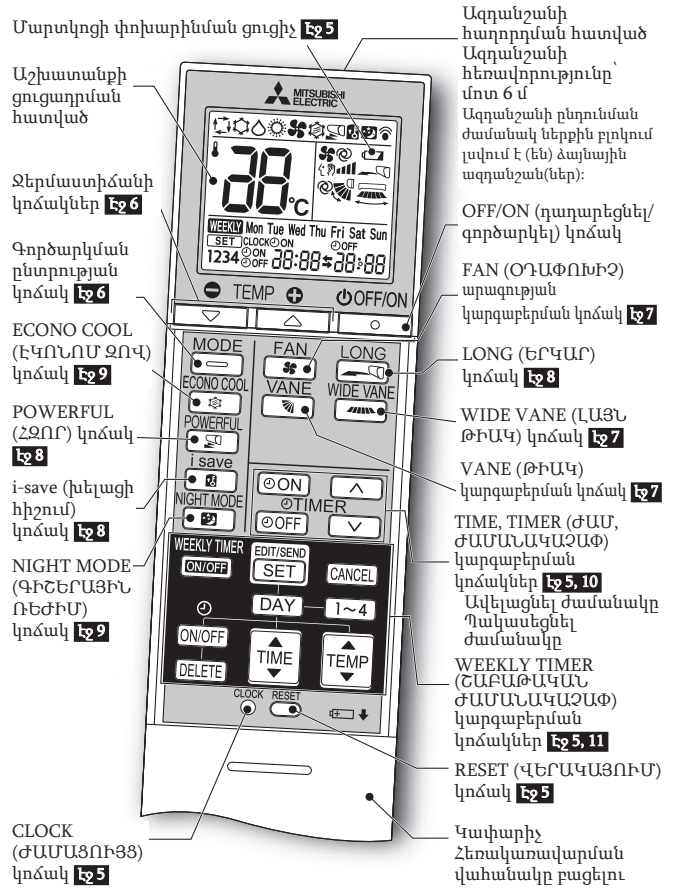 Մարտկոցի փոխարինման ցուցիչ էջ 5
Աշխատանքի
ցուցադրման
հատված
Ջերմաստիճանի
կոճակներ էջ 6
Գործարկման
ընտրության
կոճակ էջ 6
ECONO COOL
(ԷԿՈՆՈՄ ԶՈՎ)
կոճակ էջ 9
POWERFUL
(ՀԶՈՐ) կոճակ
էջ 8
i-save (խելացի
հիշում)
կոճակ էջ 8
NIGHT MODE
(ԳԻՇԵՐԱՅԻՆ
ՌԵԺԻՄ)
կոճակ էջ 9
CLOCK
(ԺԱՄԱՑՈՒՅՑ)
կոճակ էջ 5
MITSUBISHI
ELECTRIC
88°C
WEEKLY Mon Tue Wed Thu Fri Sat Sun
SET CLOCK ON OFF
1234 ON OFF 88:88 88:88
TEMP OFF/ON
MODE FAN LONG
ECONO COOL VANE WIDE VANE
POWERFUL
i save
NIGHT MODE
ON
TIMER
OFF
WEEKLY TIMER EDIT/SEND
ON/OFF SET CANCEL
DAY 1~4
ON/OFF TIME TEMP
DELETE
CLOCK RESET
Ազդանշանի
հաղորդման հատված
Ազդանշանի
հեռավորությունը՝
մոտ 6 մ
Ազդանշանի ընդունման
ժամանակ ներքին բլոկում
լսվում է (են) ձայնային
ազդանշան(ներ):
OFF/ON (դադարեցնել/
գործարկել) կոճակ
FAN (ՕԴԱՓՈԽԻՉ)
արագության
կարգաբերման կոճակ էջ 7
LONG (ԵՐԿԱՐ)
կոճակ էջ 8
WIDE VANE (ԼԱՅՆ
ԹԻԱԿ) կոճակ էջ 7
VANE (ԹԻԱԿ)
կարգաբերման կոճակ էջ 7
TIME, TIMER (ԺԱՄ,
ԺԱՄԱՆԱԿԱՉԱՓ)
կարգաբերման
կոճակներ էջ 5, 10
Ավելացնել ժամանակը
Պակասեցնել
ժամանակը
WEEKLY TIMER
(ՇԱԲԱԹԱԿԱՆ
ԺԱՄԱՆԱԿԱՉԱՓ)
կարգաբերման
կոճակներ էջ 5, 11
RESET (ՎԵՐԱԿԱՅՈՒՄ)
կոճակ էջ 5
Կափարիչ
Հեռակառավարման
վահանակը բացելու